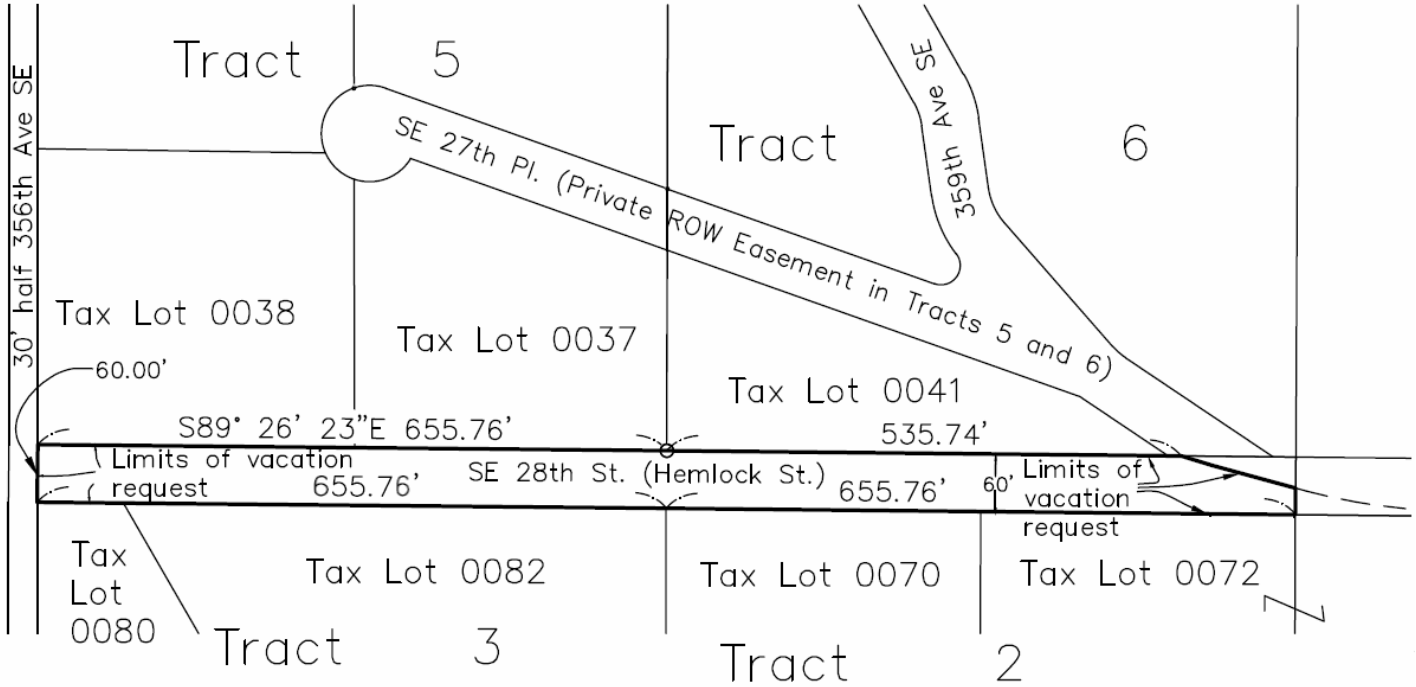 Tract 5
30' half 356th Ave SE
SE 27th Pl. (Private ROW Easement in Tracts 5 and 6)
359th Ave SE
Tract 6
Tax Lot 0038
Tax Lot 0037
60.00'
Tax Lot 0041
S89° 26' 23"E 655.76'
535.74'
Limits of vacation
request
655.76'
SE 28th St. (Hemlock St.)
655.76'
60'
Limits of
vacation
request
Tax
Lot
0080
Tax Lot 0082
Tax Lot 0070
Tax Lot 0072
Tract 3
Tract 2